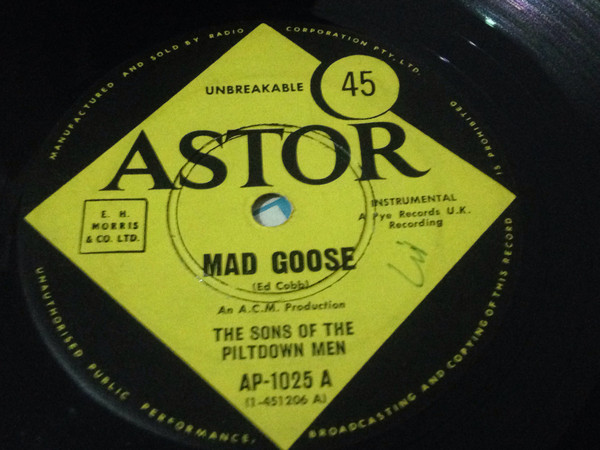 MANUFACTURED AND SOLD BY RADIO CORPORATION PTY. LTD.
UNBREAKABLE
45
ASTOR
E. H.
MORRIS
& CO. LTD.
INSTRUMENTAL
A Pye Records U.K.
Recording
MAD GOOSE
(Ed Cobb)
An A.C.M. Production
THE SONS OF THE
PILTDOWN MEN
AP-1025 A
(1-451206 A)
UNAUTHORISED PUBLIC PERFORMANCE, BROADCASTING AND COPYING OF THIS RECORD IS PROHIBITED